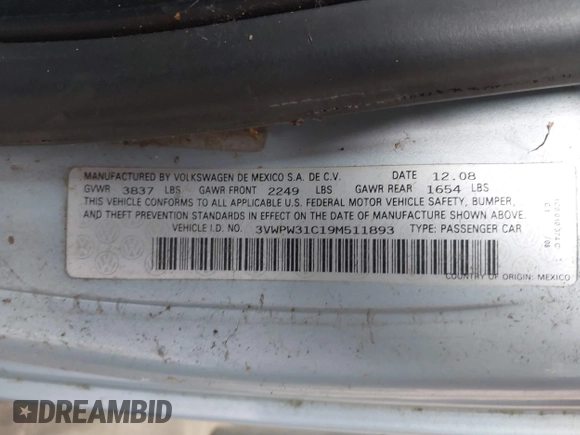 MANUFACTURED BY VOLKSWAGEN DE MEXICO S.A. DE C.V. DATE 12.08
GVWR 3837 LBS GAWR FRONT 2249 LBS GAWR REAR 1654 LBS
THIS VEHICLE CONFORMS TO ALL APPLICABLE U.S. FEDERAL MOTOR VEHICLE SAFETY, BUMPER,
AND THEFT PREVENTION STANDARDS IN EFFECT ON THE DATE OF MANUFACTURE SHOWN ABOVE.
VEHICLE I.D. NO. 3VWPW31C19M511893 TYPE: PASSENGER CAR
COUNTRY OF ORIGIN: MEXICO
DREAMBID